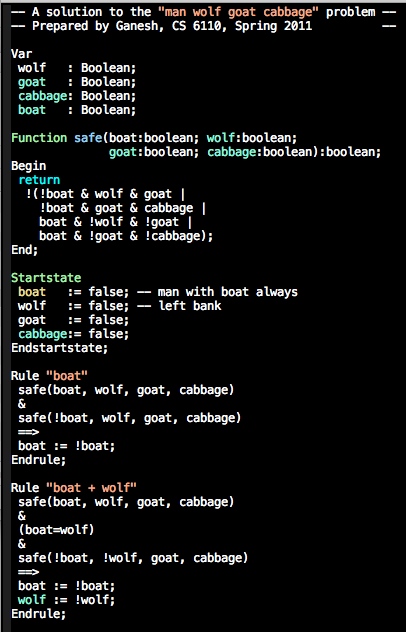 -- A solution to the "man wolf goat cabbage" problem --
-- Prepared by Ganesh, CS 6110, Spring 2011 --
Var
wolf : Boolean;
goat : Boolean;
cabbage: Boolean;
boat : Boolean;
Function safe(boat:boolean; wolf:boolean;
goat:boolean; cabbage:boolean):boolean;
Begin
return
!(!boat & wolf & goat |
!boat & goat & cabbage |
boat & !wolf & !goat |
boat & !goat & !cabbage);
End;
Startstate
boat := false; -- man with boat always
wolf := false; -- left bank
goat := false;
cabbage:= false;
Endstartstate;
Rule "boat"
safe(boat, wolf, goat, cabbage)
&
safe(!boat, wolf, goat, cabbage)
==>
boat := !boat;
Endrule;
Rule "boat + wolf"
safe(boat, wolf, goat, cabbage)
&
(boat=wolf)
&
safe(!boat, !wolf, goat, cabbage)
==>
boat := !boat;
wolf := !wolf;
Endrule;